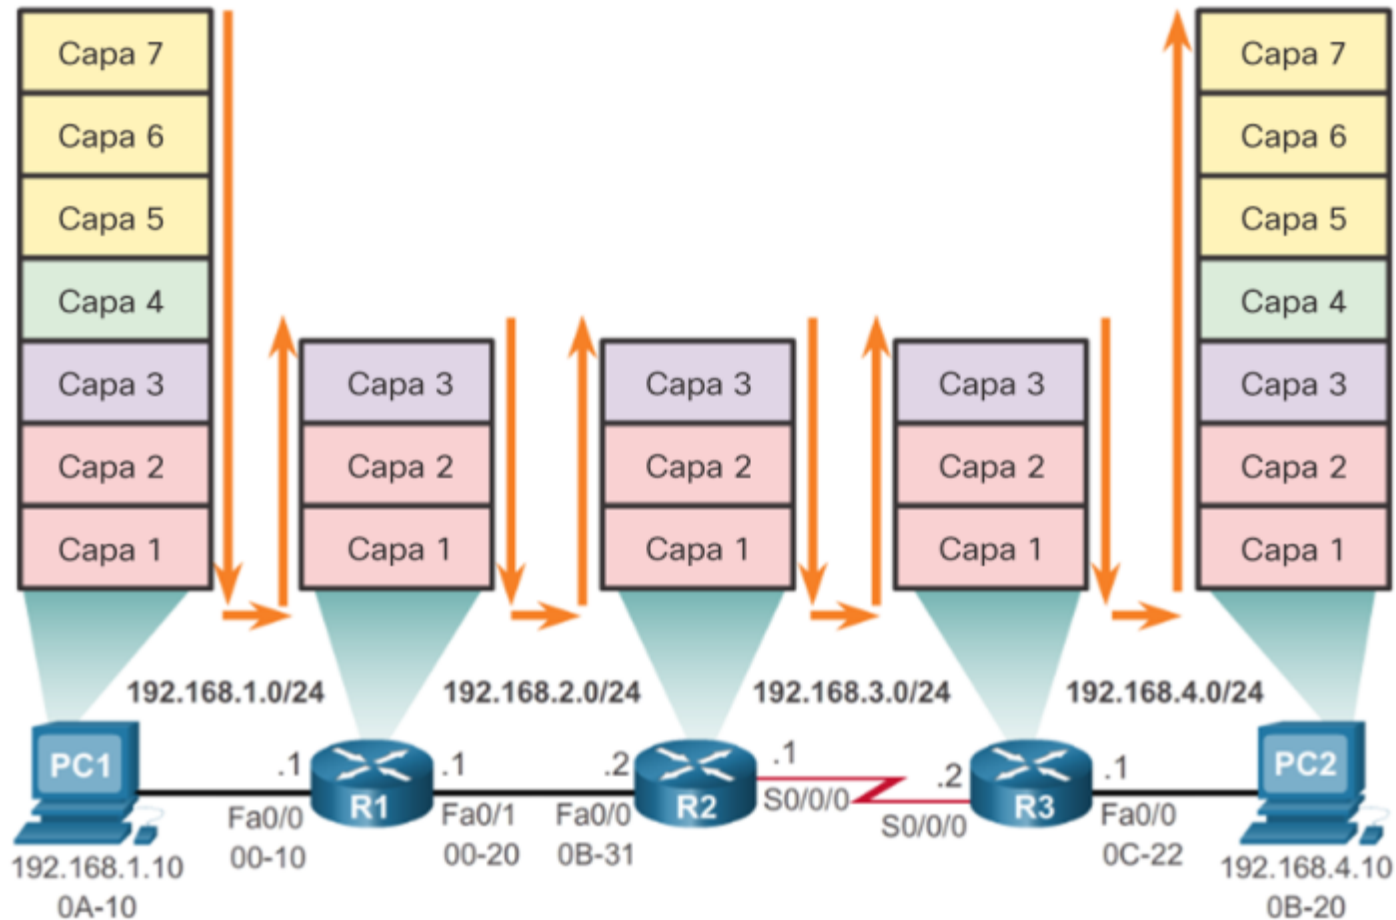 Capa 7
Capa 6
Capa 5
Capa 4
Capa 3
Capa 2
Capa 1
Capa 3
Capa 2
Capa 1
Capa 3
Capa 2
Capa 1
Capa 3
Capa 2
Capa 1
Capa 7
Capa 6
Capa 5
Capa 4
Capa 3
Capa 2
Capa 1
192.168.1.0/24
192.168.2.0/24
192.168.3.0/24
192.168.4.0/24
PC1
192.168.1.10
0A-10
.1
Fa0/0
00-10
R1
.1
Fa0/1
00-20
.2
Fa0/0
0B-31
R2
.1
S0/0/0
.2
S0/0/0
R3
.1
Fa0/0
0C-22
PC2
192.168.4.10
0B-20